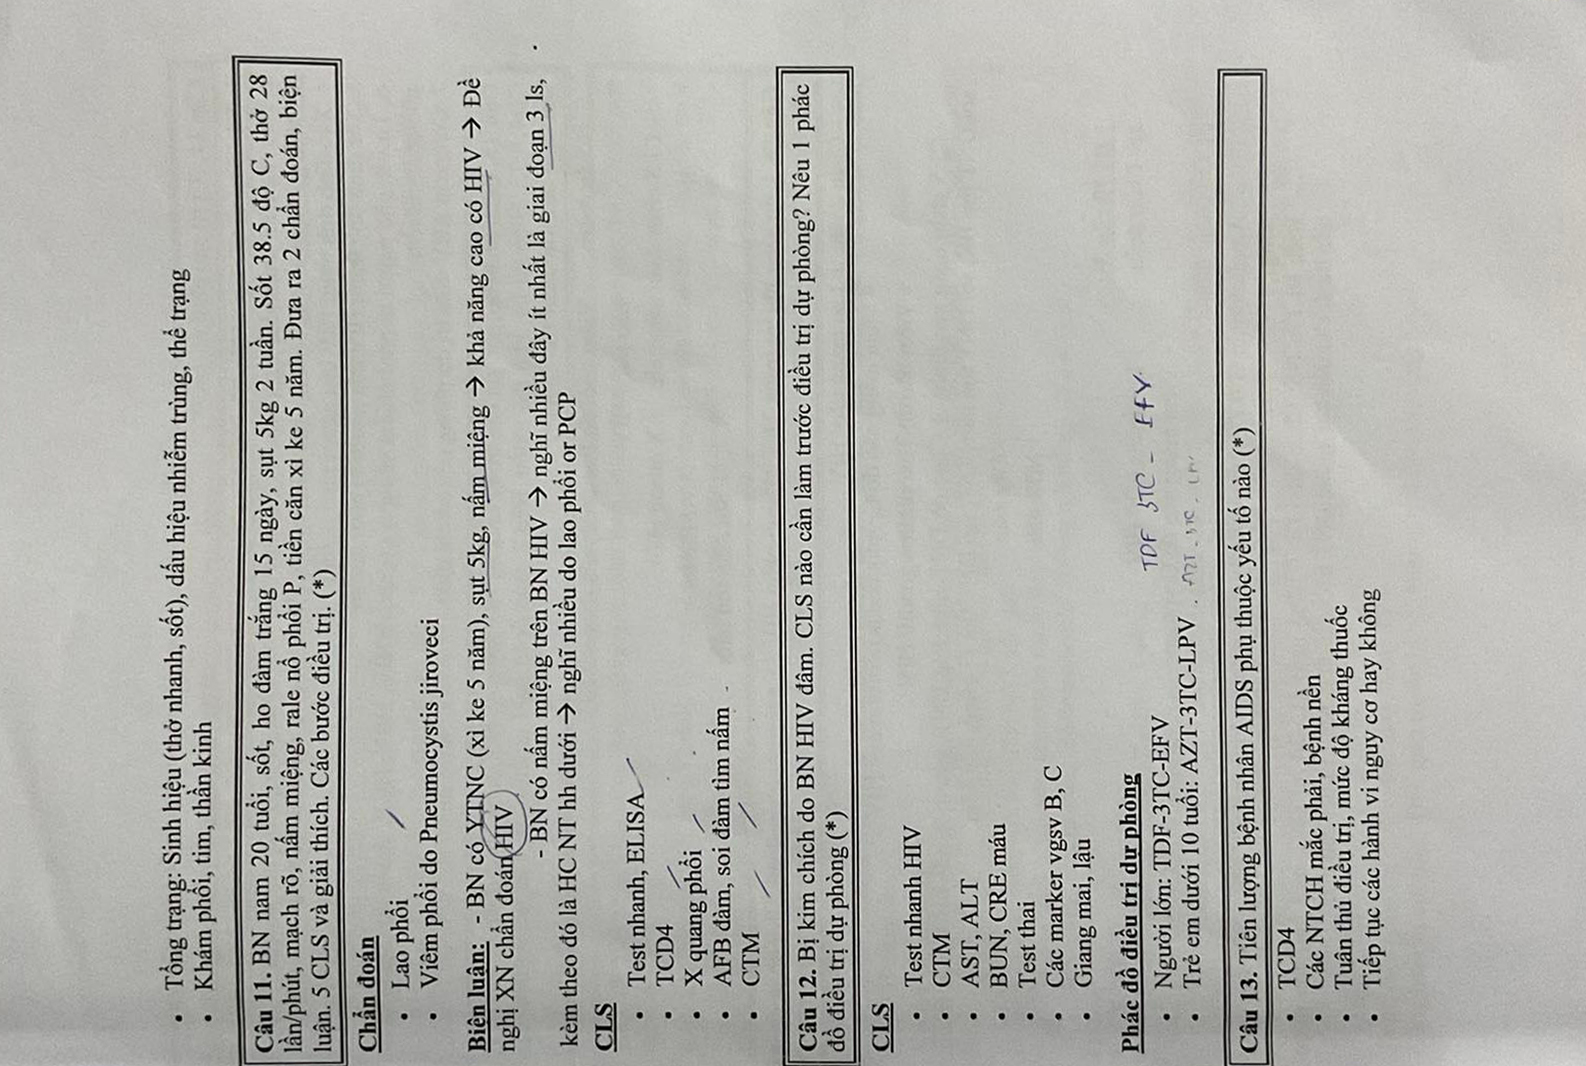 • Tổng trạng: Sinh hiệu (thở nhanh, sốt), dấu hiệu nhiễm trùng, thể trạng
• Khám phổi, tim, thần kinh
Câu 11. BN nam 20 tuổi, sốt, ho đàm trắng 15 ngày, sụt 5kg 2 tuần. Sốt 38.5 độ C, thở 28
lần/phút, mạch rõ, nấm miệng, rale nổ phổi P, tiền căn xì ke 5 năm. Đưa ra 2 chẩn đoán, biện
luận. 5 CLS và giải thích. Các bước điều trị. (*)
Chẩn đoán
• Lao phổi
• Viêm phổi do Pneumocystis jiroveci
Biện luận: - BN có YTNC (xì ke 5 năm), sụt 5kg, nấm miệng → khả năng cao có HIV → Đề
nghị XN chẩn đoán HIV
- BN có nấm miệng trên BN HIV → nghĩ nhiều đây ít nhất là giai đoạn 3 ls,
kèm theo đó là HC NT hh dưới → nghĩ nhiều do lao phổi or PCP
CLS
• Test nhanh, ELISA
• TCD4
• X quang phổi
• AFB đàm, soi đàm tìm nấm
• CTM
Câu 12. Bị kim chích do BN HIV đâm. CLS nào cần làm trước điều trị dự phòng? Nêu 1 phác
đồ điều trị dự phòng (*)
CLS
• Test nhanh HIV
• CTM
• AST, ALT
• BUN, CRE máu
• Test thai
• Các marker vgsv B, C
• Giang mai, lậu
Phác đồ điều trị dự phòng
TDF 3TC - EFV
• Người lớn: TDF-3TC-EFV
• Trẻ em dưới 10 tuổi: AZT-3TC-LPV . AZT - 3TC -
Câu 13. Tiên lượng bệnh nhân AIDS phụ thuộc yếu tố nào (*)
• TCD4
• Các NTCH mắc phải, bệnh nền
• Tuân thủ điều trị, mức độ kháng thuốc
• Tiếp tục các hành vi nguy cơ hay không